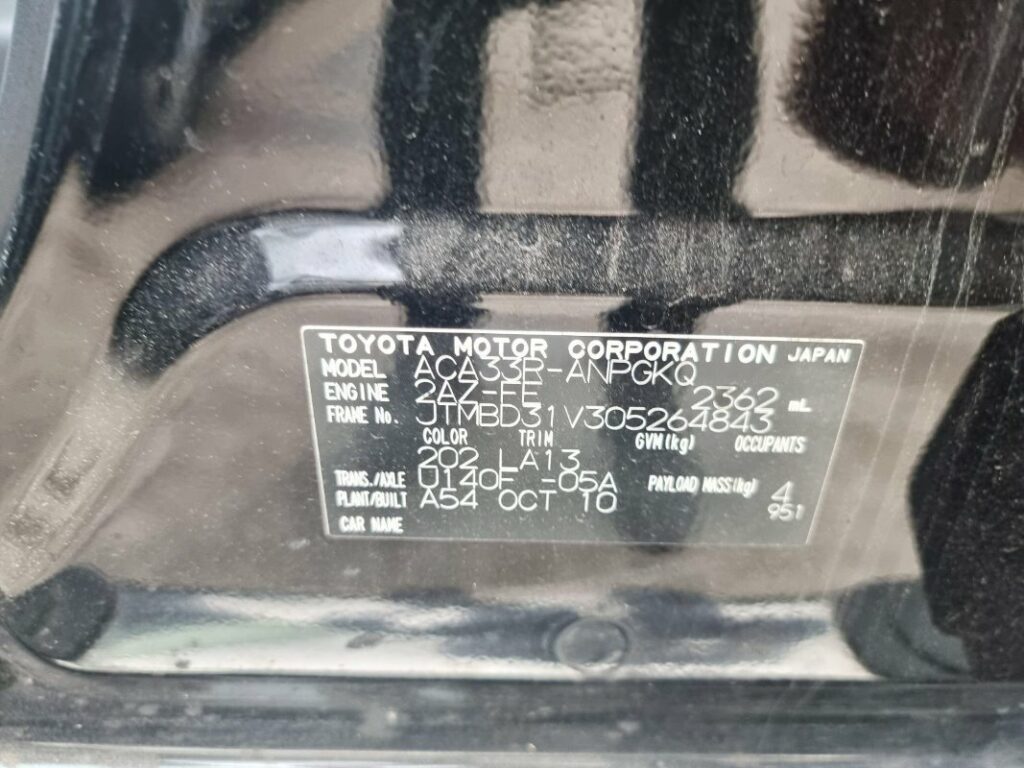 TOYOTA MOTOR CORPORATION JAPAN
MODEL ACA33R-ANPGKQ
ENGINE 2AZ-FE 2362 mL
FRAME No. JTMBD31V305264843
COLOR TRIM GVM(kg) OCCUPANTS
202 LA13
TRANS./AXLE U140F -05A PAYLOAD MASS(kg) 4
PLANT/BUILT A54 OCT 10 951
CAR NAME